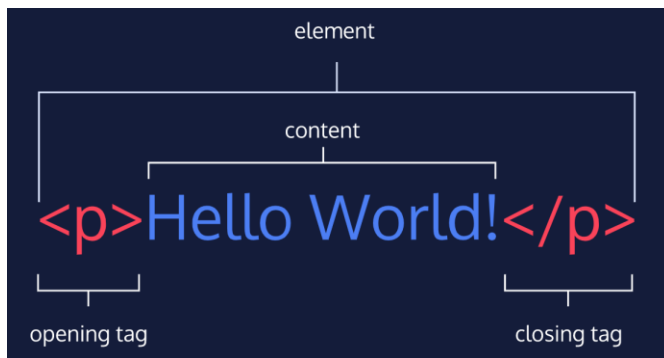 element
content
<p>Hello World!</p>
opening tag
closing tag